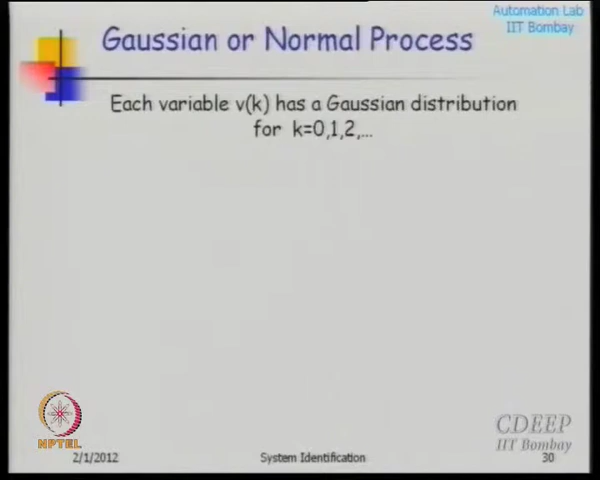 Automation Lab
IIT Bombay
Gaussian or Normal Process
Each variable v(k) has a Gaussian distribution
for k=0,1,2,...
NPTEL
CDEEP
IIT Bombay
2/1/2012
System Identification
30